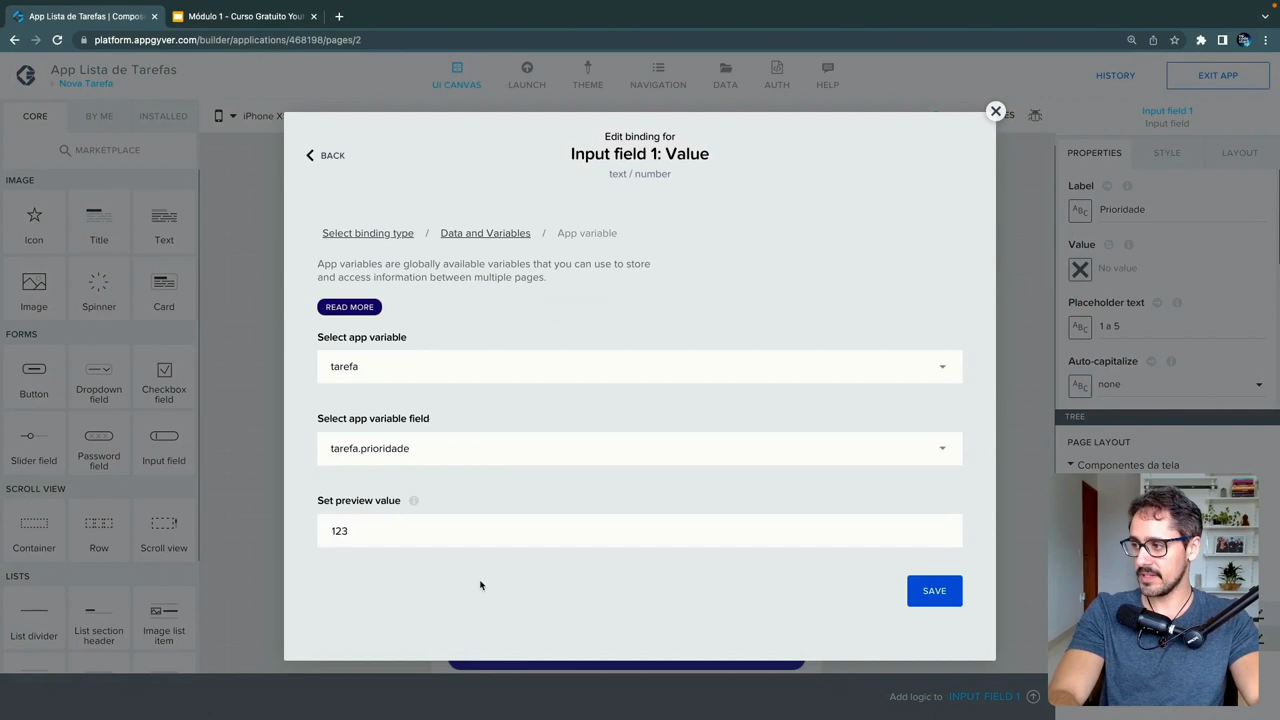 App Lista de Tarefas | Compos
Módulo 1 - Curso Gratuito You
platform.appgyver.com/builder/applications/468198/pages/2
App Lista de Tarefas
Nova Tarefa
UI CANVAS
LAUNCH
THEME
NAVIGATION
DATA
AUTH
HELP
HISTORY
EXIT APP
CORE
BY ME
INSTALLED
iPhone X
MARKETPLACE
IMAGE
Icon
Title
Text
Image
Spinner
Card
FORMS
Button
Dropdown field
Checkbox field
Slider field
Password field
Input field
SCROLL VIEW
Container
Row
Scroll view
LISTS
List divider
List section header
Image list item
Edit binding for
Input field 1: Value
text / number
BACK
Select binding type / Data and Variables / App variable
App variables are globally available variables that you can use to store
and access information between multiple pages.
READ MORE
Select app variable
tarefa
Select app variable field
tarefa.prioridade
Set preview value
123
SAVE
Input field 1
Input field
PROPERTIES
STYLE
LAYOUT
Label
ABC
Prioridade
Value
No value
Placeholder text
ABC
1 a 5
Auto-capitalize
ABC
none
TREE
PAGE LAYOUT
Componentes da tela
Add logic to INPUT FIELD 1